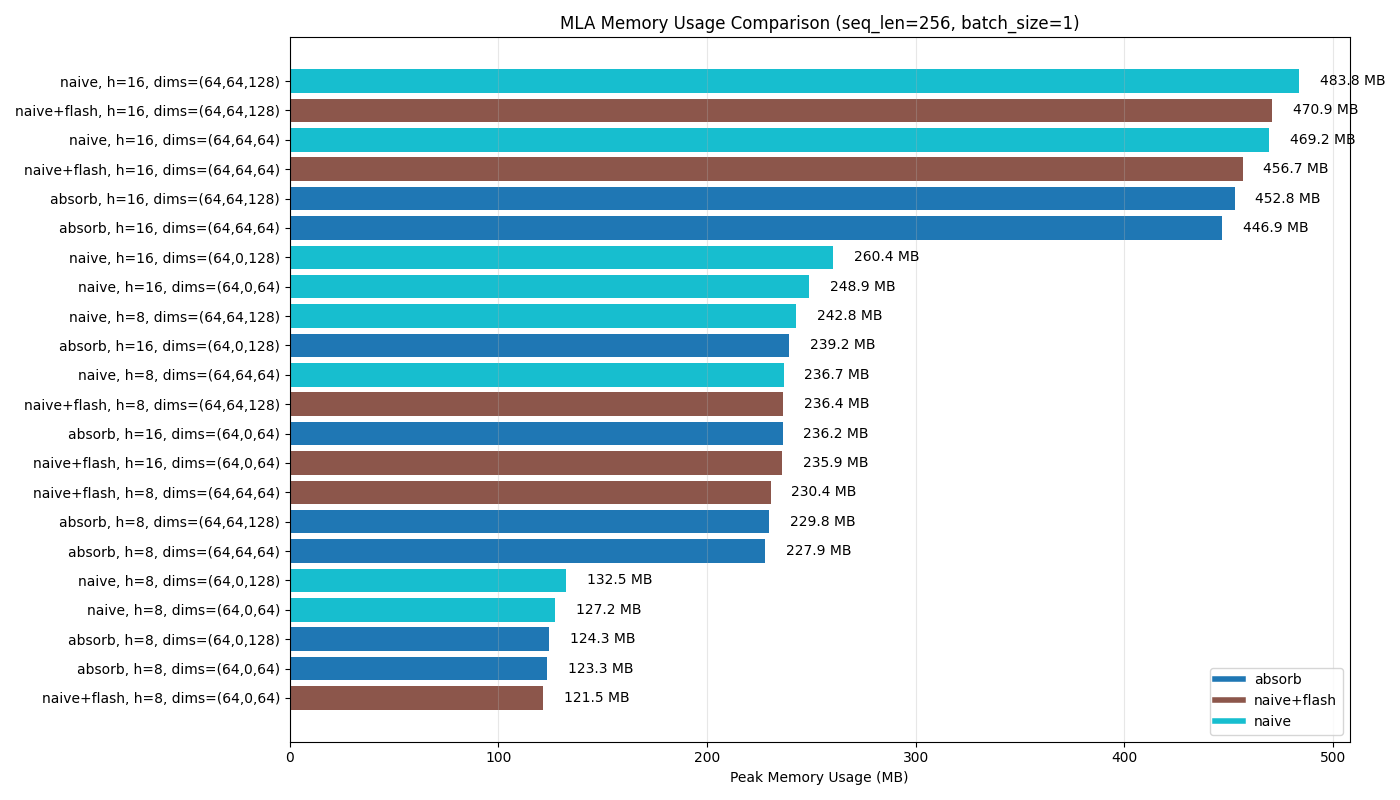 MLA Memory Usage Comparison (seq_len=256, batch_size=1)
naive, h=16, dims=(64,64,128) 483.8 MB
naive+flash, h=16, dims=(64,64,128) 470.9 MB
naive, h=16, dims=(64,64,64) 469.2 MB
naive+flash, h=16, dims=(64,64,64) 456.7 MB
absorb, h=16, dims=(64,64,128) 452.8 MB
absorb, h=16, dims=(64,64,64) 446.9 MB
naive, h=16, dims=(64,0,128) 260.4 MB
naive, h=16, dims=(64,0,64) 248.9 MB
naive, h=8, dims=(64,64,128) 242.8 MB
absorb, h=16, dims=(64,0,128) 239.2 MB
naive, h=8, dims=(64,64,64) 236.7 MB
naive+flash, h=8, dims=(64,64,128) 236.4 MB
absorb, h=16, dims=(64,0,64) 236.2 MB
naive+flash, h=16, dims=(64,0,64) 235.9 MB
naive+flash, h=8, dims=(64,64,64) 230.4 MB
absorb, h=8, dims=(64,64,128) 229.8 MB
absorb, h=8, dims=(64,64,64) 227.9 MB
naive, h=8, dims=(64,0,128) 132.5 MB
naive, h=8, dims=(64,0,64) 127.2 MB
absorb, h=8, dims=(64,0,128) 124.3 MB
absorb, h=8, dims=(64,0,64) 123.3 MB
naive+flash, h=8, dims=(64,0,64) 121.5 MB
absorb
naive+flash
naive
0 100 200 300 400 500
Peak Memory Usage (MB)